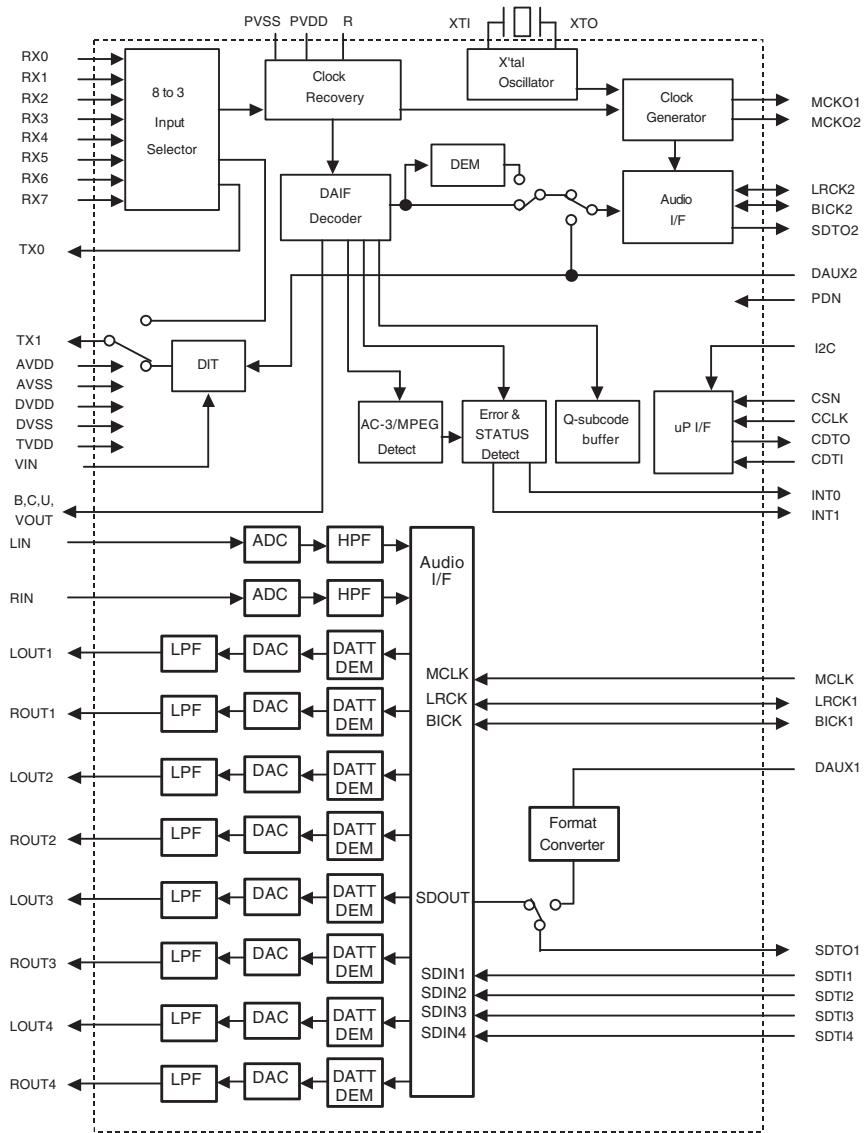 PVSS PVDD R XTI XTO
RX0
RX1
RX2
RX3
RX4
RX5
RX6
RX7
8 to 3
Input
Selector
Clock
Recovery
X'tal
Oscillator
Clock
Generator
MCKO1
MCKO2
DAIF
Decoder
DEM
Audio
I/F
LRCK2
BICK2
SDTO2
TX0
DAUX2
PDN
TX1
AVDD
AVSS
DVDD
DVSS
TVDD
VIN
DIT
I2C
AC-3/MPEG
Detect
Error &
STATUS
Detect
Q-subcode
buffer
uP I/F
CSN
CCLK
CDTO
CDTI
INT0
INT1
B,C,U,
VOUT
LIN
ADC
HPF
Audio
I/F
RIN
ADC
HPF
LOUT1
LPF
DAC
DATT
DEM
MCLK
MCLK
ROUT1
LPF
DAC
DATT
DEM
LRCK
BICK
LRCK1
BICK1
LOUT2
LPF
DAC
DATT
DEM
DAUX1
ROUT2
LPF
DAC
DATT
DEM
Format
Converter
LOUT3
LPF
DAC
DATT
DEM
SDOUT
ROUT3
LPF
DAC
DATT
DEM
SDTO1
SDIN1
SDIN2
SDIN3
SDIN4
SDTI1
SDTI2
SDTI3
SDTI4
LOUT4
LPF
DAC
DATT
DEM
ROUT4
LPF
DAC
DATT
DEM